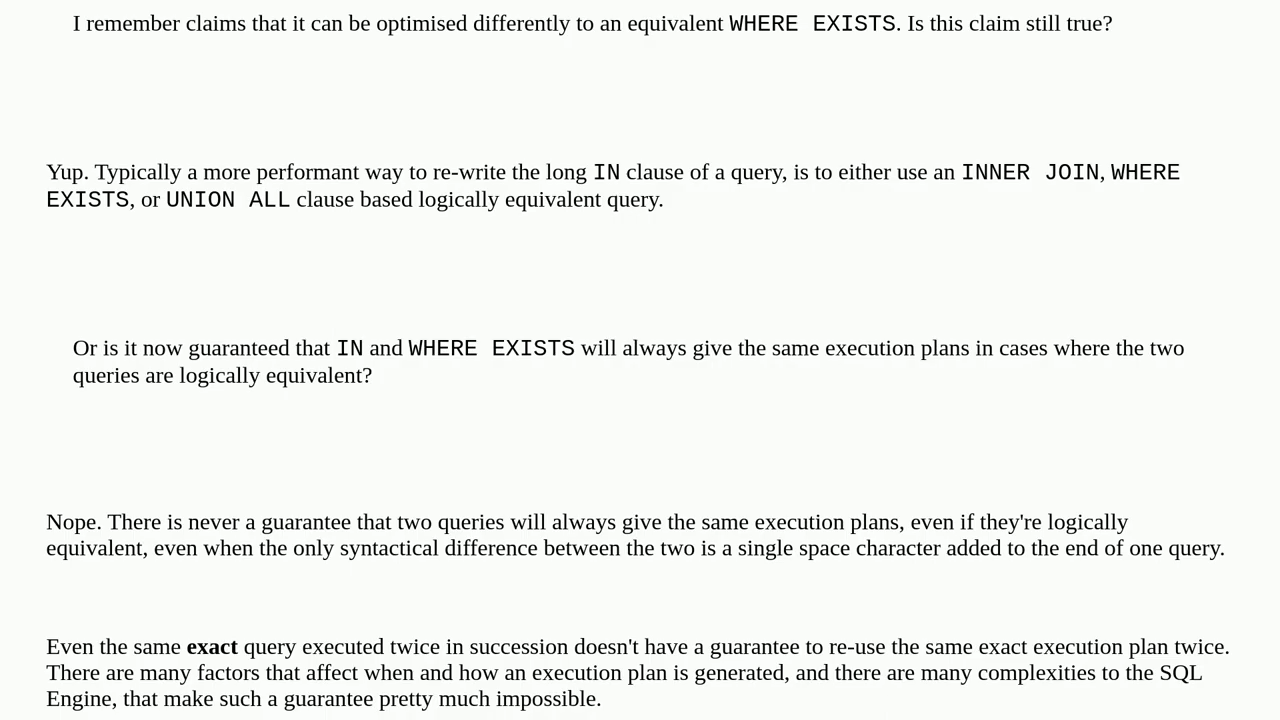 I remember claims that it can be optimised differently to an equivalent WHERE EXISTS. Is this claim still true?
Yup. Typically a more performant way to re-write the long IN clause of a query, is to either use an INNER JOIN, WHERE
EXISTS, or UNION ALL clause based logically equivalent query.
Or is it now guaranteed that IN and WHERE EXISTS will always give the same execution plans in cases where the two
queries are logically equivalent?
Nope. There is never a guarantee that two queries will always give the same execution plans, even if they're logically
equivalent, even when the only syntactical difference between the two is a single space character added to the end of one query.
Even the same exact query executed twice in succession doesn't have a guarantee to re-use the same exact execution plan twice.
There are many factors that affect when and how an execution plan is generated, and there are many complexities to the SQL
Engine, that make such a guarantee pretty much impossible.